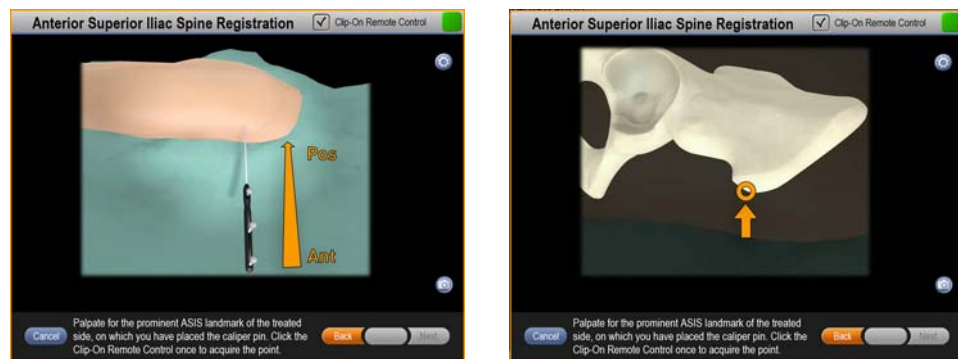 Anterior Superior Iliac Spine Registration
Clip-On Remote Control
Pos
Ant
Cancel
Palpate for the prominent ASIS landmark of the treated
side, on which you have placed the caliper pin. Click the
Clip-On Remote Control once to acquire the point.
Back
Next
Anterior Superior Iliac Spine Registration
Clip-On Remote Control
Cancel
Palpate for the prominent ASIS landmark of the treated
side, on which you have placed the caliper pin. Click the
Clip-On Remote Control once to acquire the point.
Back
Next